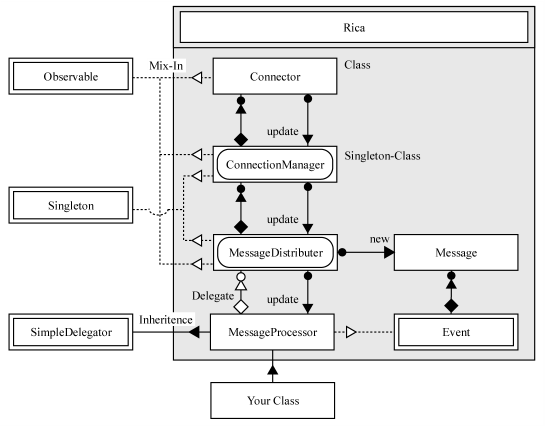 Rica
Mix-In
Observable
Connector
Class
update
ConnectionManager
Singleton-Class
Singleton
update
MessageDistributer
new
Message
Delegate
update
Inheritence
SimpleDelegator
MessageProcessor
Event
Your Class